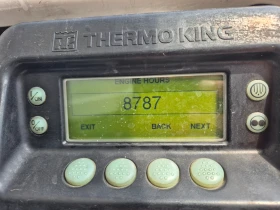 THERMO KING
ENGINE HOURS
8787
EXIT BACK NEXT